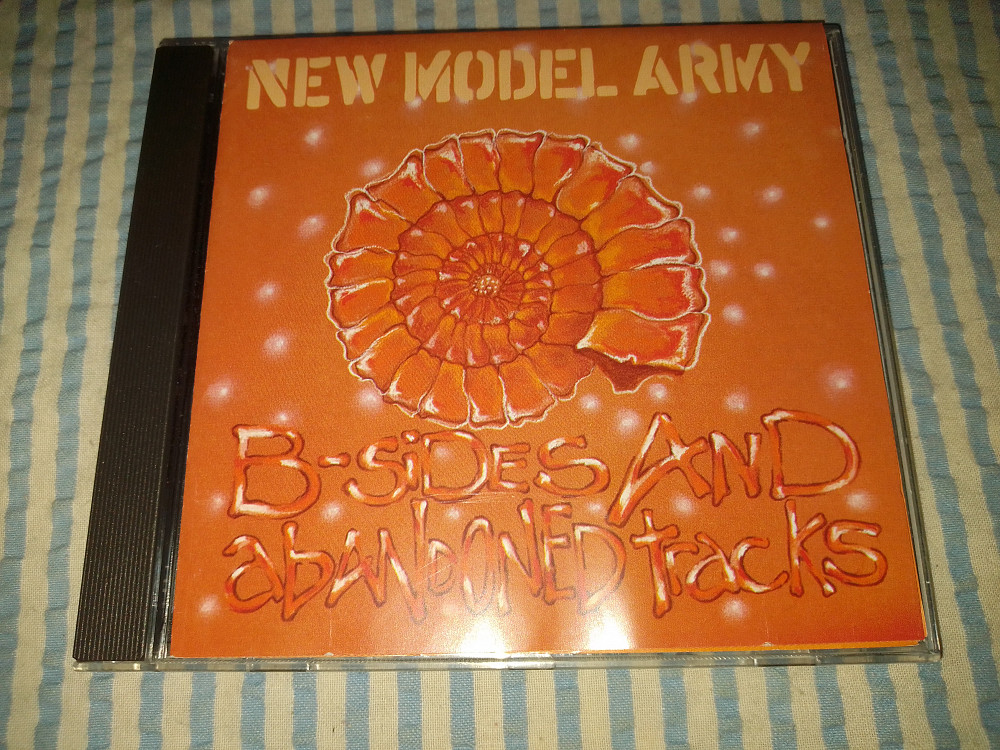 NEW MODEL ARMY
B-SiDES AND
abANDONED tracks